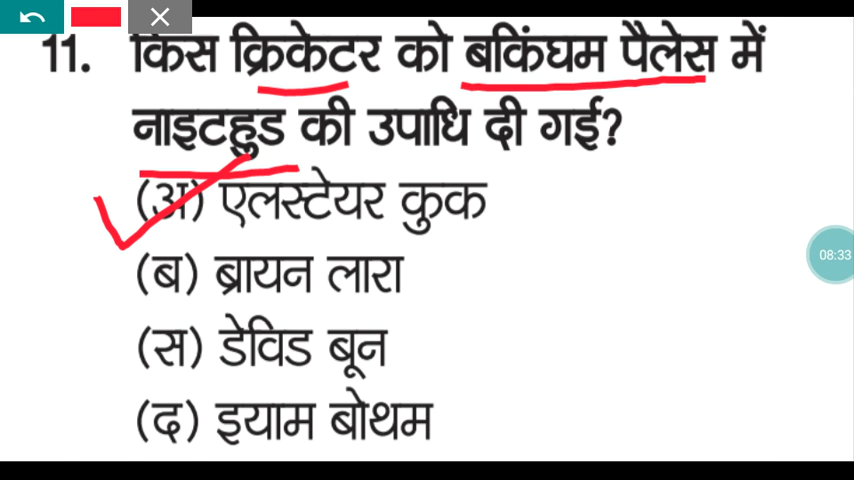 11. किस क्रिकेटर को बकिंघम पैलेस में
नाइटहुड की उपाधि दी गई?
(अ) एलस्टेयर कुक
08:33
(ब) ब्रायन लारा
(स) डेविड बून
(द) इयाम बोथम